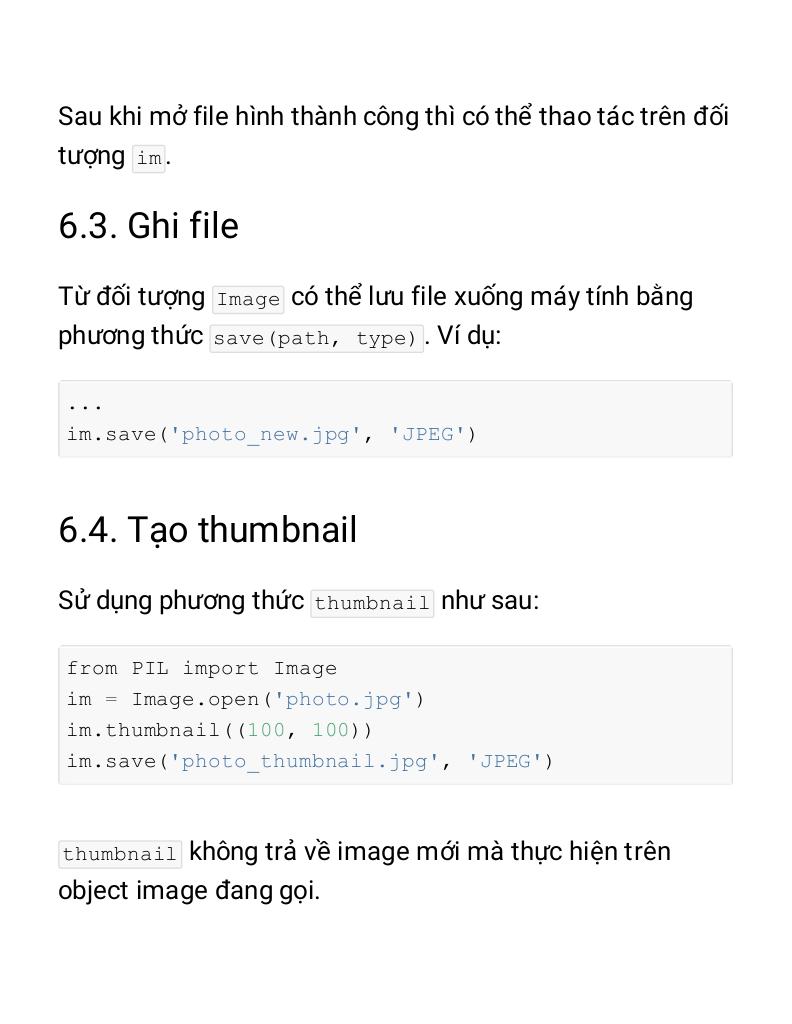 Sau khi mở file hình thành công thì có thể thao tác trên đối
tượng im.
6.3. Ghi file
Từ đối tượng Image có thể lưu file xuống máy tính bằng
phương thức save(path, type). Ví dụ:
...
im.save('photo_new.jpg', 'JPEG')
6.4. Tạo thumbnail
Sử dụng phương thức thumbnail như sau:
from PIL import Image
im = Image.open('photo.jpg')
im.thumbnail((100, 100))
im.save('photo_thumbnail.jpg', 'JPEG')
thumbnail không trả về image mới mà thực hiện trên
object image đang gọi.